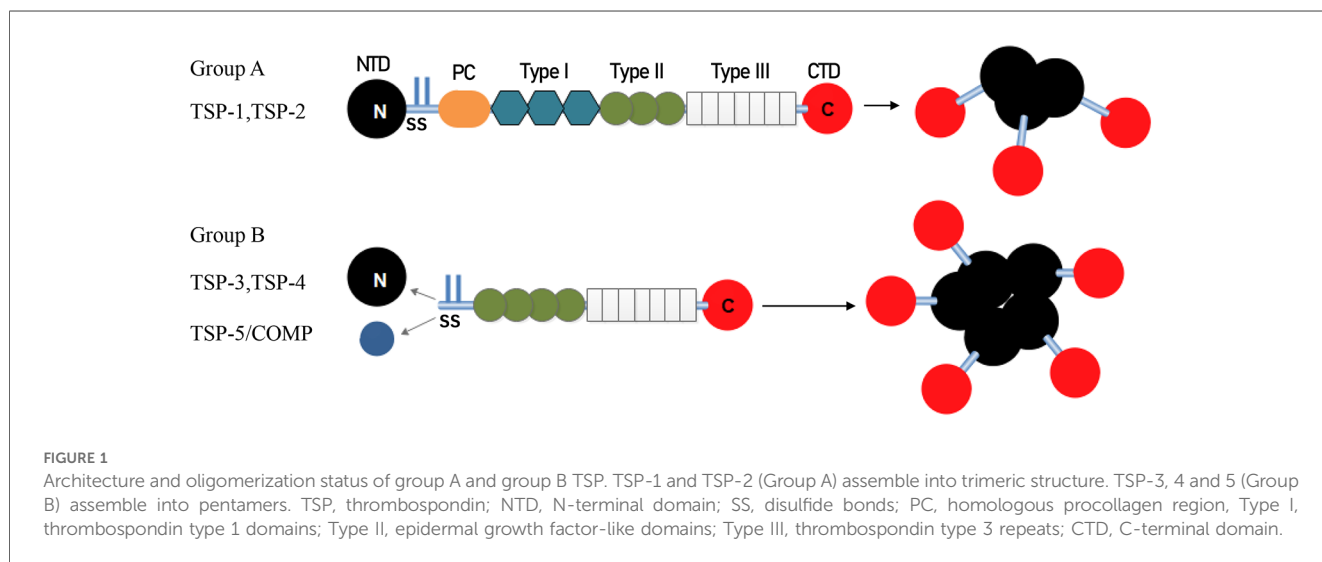 Group A
TSP-1,TSP-2
NTD
PC
Type I
Type II
Type III
CTD
N
SS
C
Group B
TSP-3,TSP-4
TSP-5/COMP
N
SS
C
FIGURE 1
Architecture and oligomerization status of group A and group B TSP. TSP-1 and TSP-2 (Group A) assemble into trimeric structure. TSP-3, 4 and 5 (Group
B) assemble into pentamers. TSP, thrombospondin; NTD, N-terminal domain; SS, disulfide bonds; PC, homologous procollagen region, Type I,
thrombospondin type 1 domains; Type II, epidermal growth factor-like domains; Type III, thrombospondin type 3 repeats; CTD, C-terminal domain.